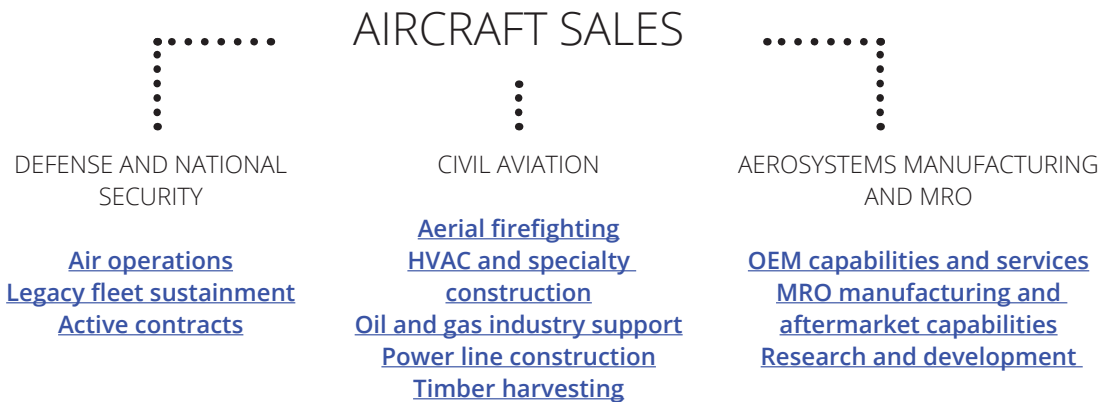 AIRCRAFT SALES
DEFENSE AND NATIONAL
SECURITY
Air operations
Legacy fleet sustainment
Active contracts
CIVIL AVIATION
Aerial firefighting
HVAC and specialty
construction
Oil and gas industry support
Power line construction
Timber harvesting
AEROSYSTEMS MANUFACTURING
AND MRO
OEM capabilities and services
MRO manufacturing and
aftermarket capabilities
Research and development